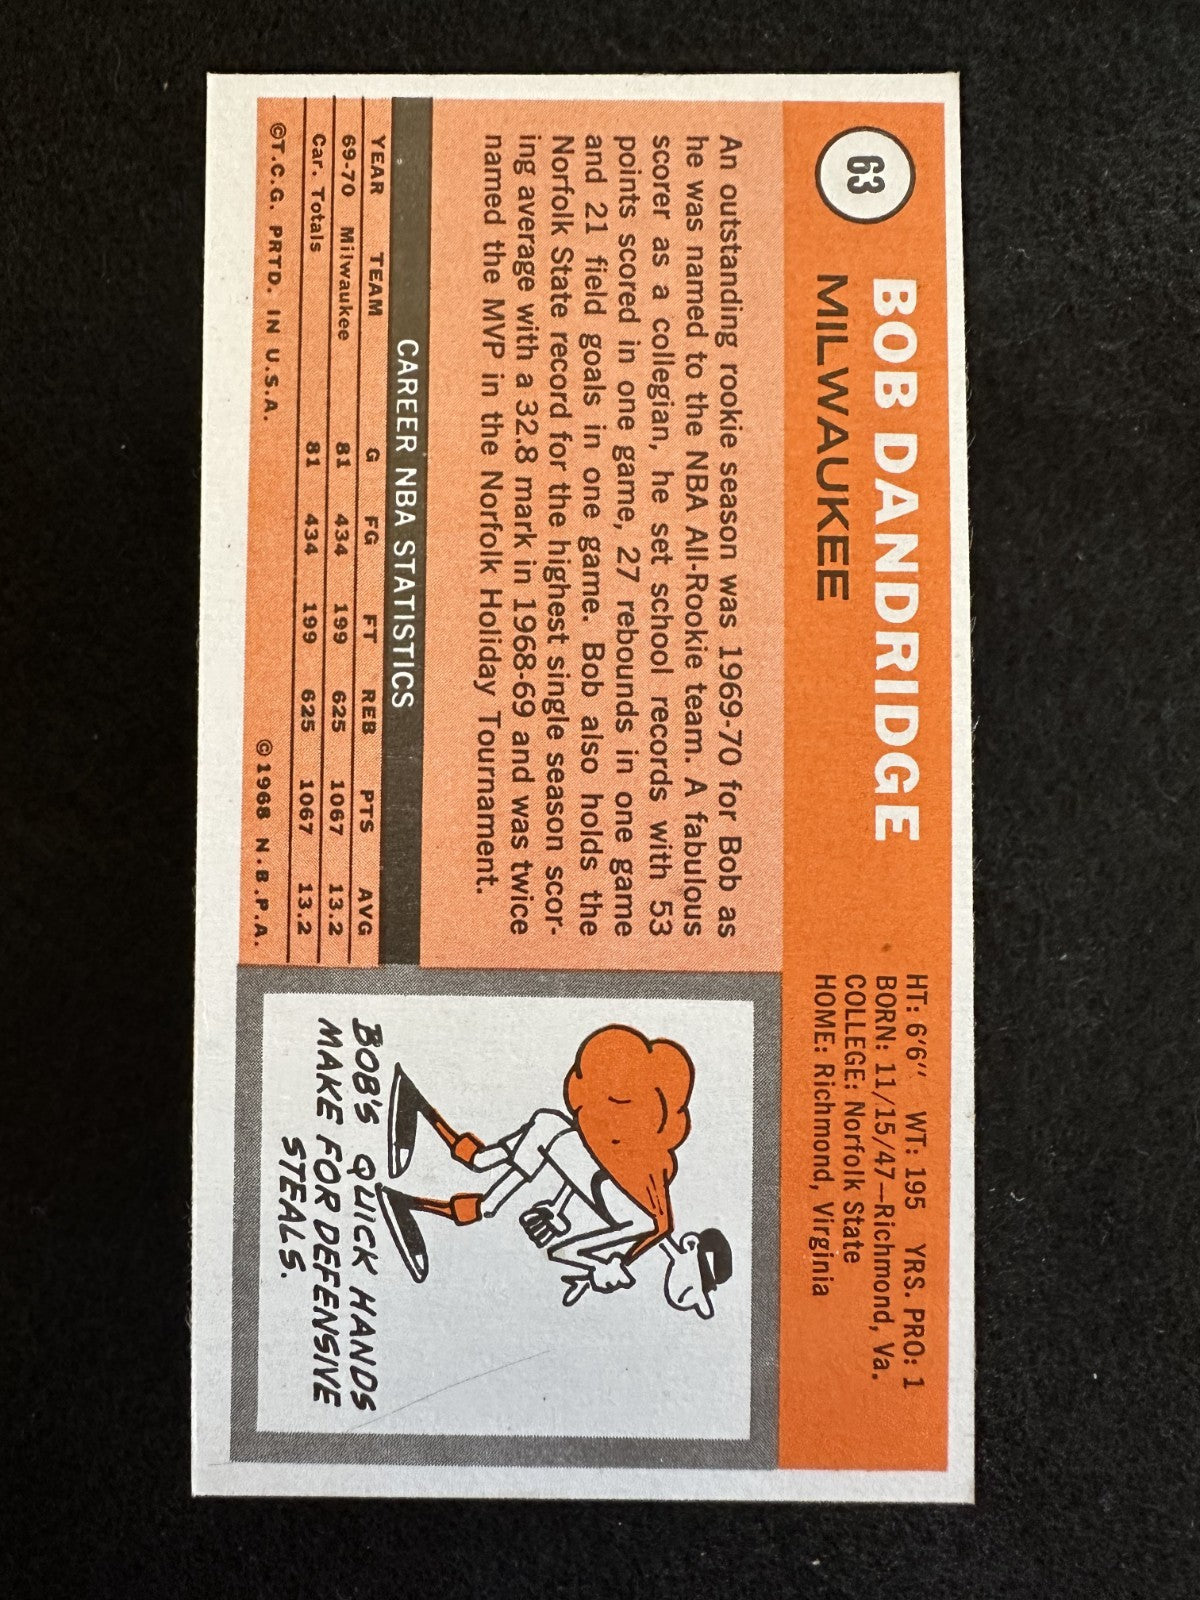 63
BOB DANDRIDGE
MILWAUKEE
HT: 6'6" WT: 195 YRS. PRO: 1
BORN: 11/15/47—Richmond, Va.
COLLEGE: Norfolk State
HOME: Richmond, Virginia
An outstanding rookie season was 1969-70 for Bob as
he was named to the NBA All-Rookie team. A fabulous
scorer as a collegian, he set school records with 53
points scored in one game, 27 rebounds in one game
and 21 field goals in one game. Bob also holds the
Norfolk State record for the highest single season scor-
ing average with a 32.8 mark in 1968-69 and was twice
named the MVP in the Norfolk Holiday Tournament.
CAREER NBA STATISTICS
YEAR TEAM G FG FT REB PTS AVG
69-70 Milwaukee 81 434 199 625 1067 13.2
Car. Totals 81 434 199 625 1067 13.2
©T.C.G. PRTD. IN U.S.A. ©1968 N.B.P.A.
BOB'S QUICK HANDS
MAKE FOR DEFENSIVE
STEALS.